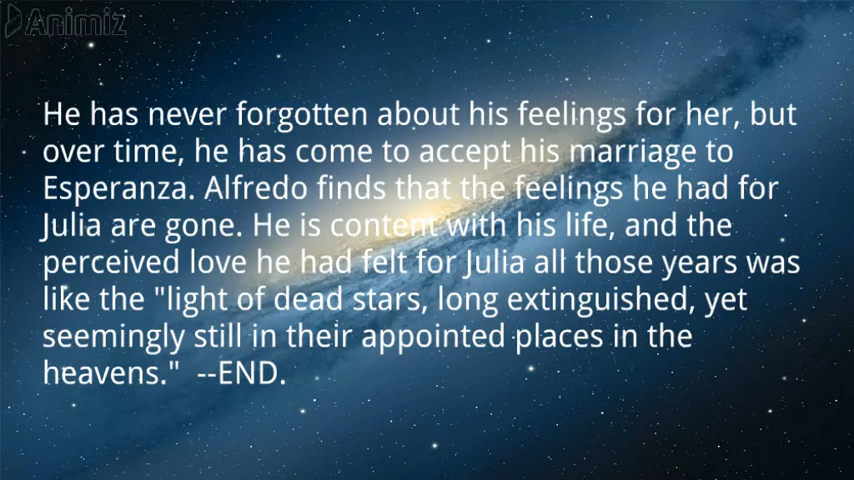 Animiz
He has never forgotten about his feelings for her, but
over time, he has come to accept his marriage to
Esperanza. Alfredo finds that the feelings he had for
Julia are gone. He is content with his life, and the
perceived love he had felt for Julia all those years was
like the "light of dead stars, long extinguished, yet
seemingly still in their appointed places in the
heavens."  --END.